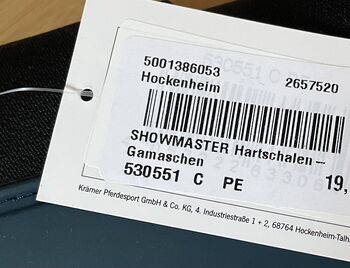 5001386053
Hockenheim 2657520
SHOWMASTER Hartschalen-
Gamaschen
530551 C PE 19,
Krämer Pferdesport GmbH & Co. KG, 4. Industriestraße 1 + 2, 68764 Hockenheim-Talh